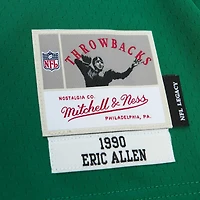 THROWBACKS
NFL
NOSTALGIA CO.
Mitchell & Ness
PHILADELPHIA, PA.
NFL LEGACY
1990
ERIC ALLEN